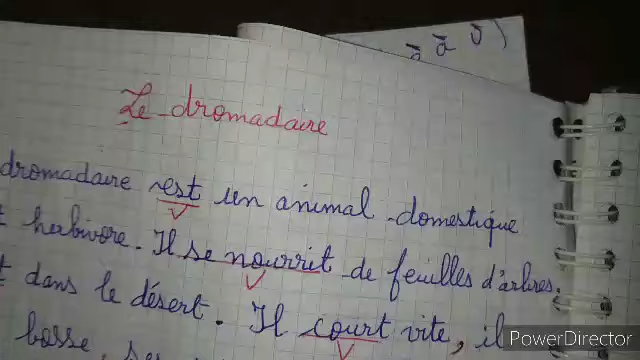 Le dromadaire
dromadaire est un animal domestique
t herbivore. Il se nourrit de feuilles d'arbres.
t dans le désert. Il court vite, il
bosse, ses
PowerDirector